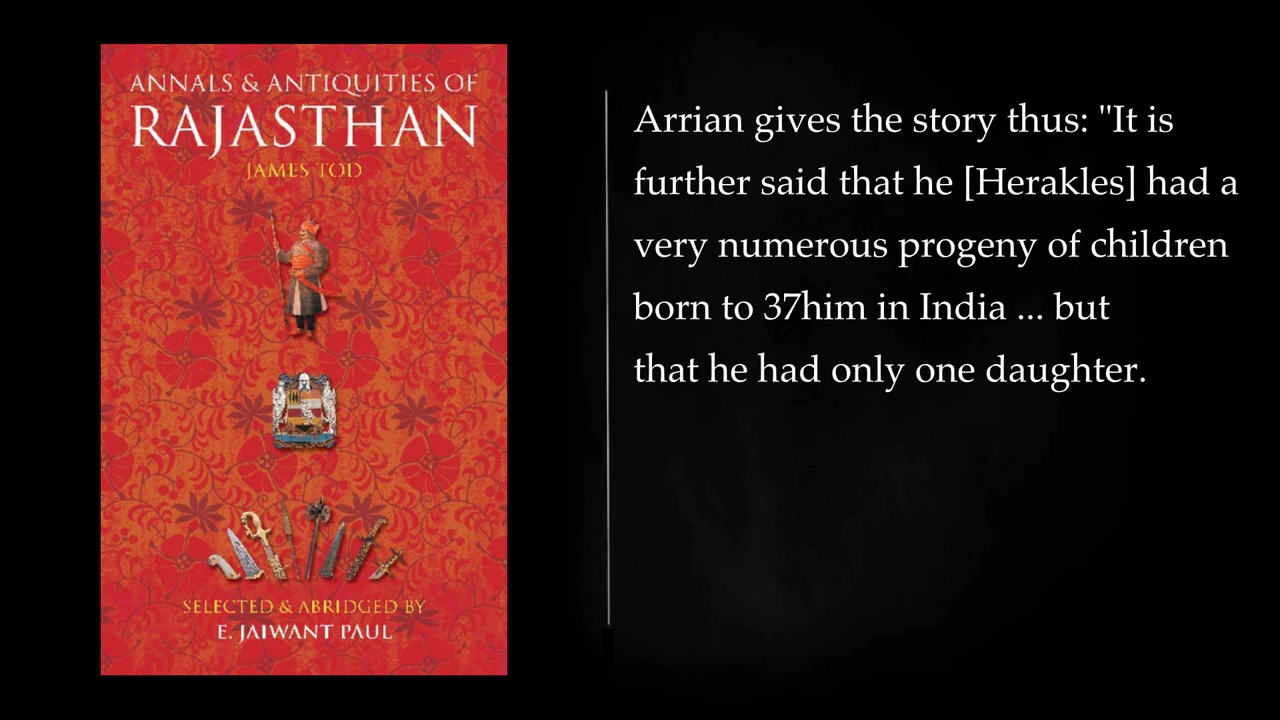 ANNALS & ANTIQUITIES OF
RAJASTHAN
JAMES TOD
SELECTED & ABRIDGED BY
E. JAIWANT PAUL
Arrian gives the story thus: "It is
further said that he [Herakles] had a
very numerous progeny of children
born to 37him in India ... but
that he had only one daughter.